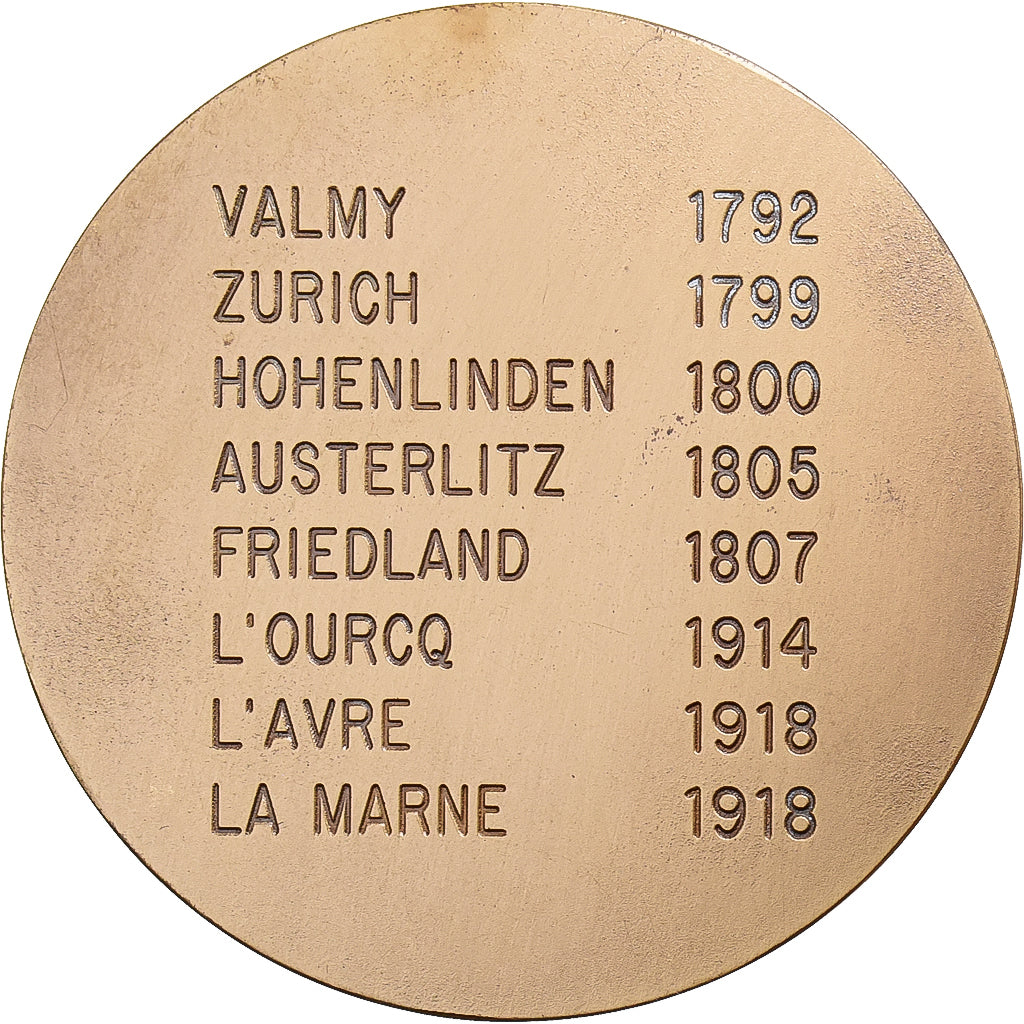 VALMY 1792
ZURICH 1799
HOHENLINDEN 1800
AUSTERLITZ 1805
FRIEDLAND 1807
L'OURCQ 1914
L'AVRE 1918
LA MARNE 1918